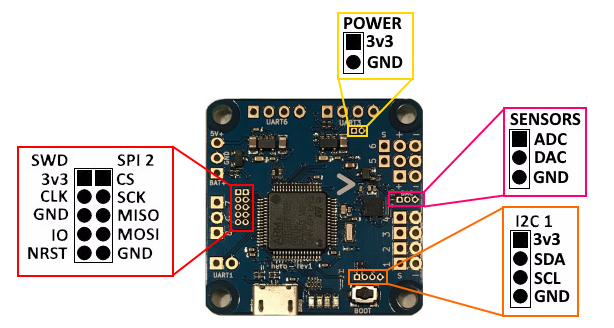 POWER
3v3
GND
UART6
UART3
5V+
GND
BAT+
S + -
6
5
SENSORS
ADC
DAC
GND
SWD SPI 2
3v3 CS
CLK SCK
GND MISO
IO MOSI
NRST GND
4
3
2
1
S + -
I2C 1
3v3
SDA
SCL
GND
UART1
nero - rev1
BOOT